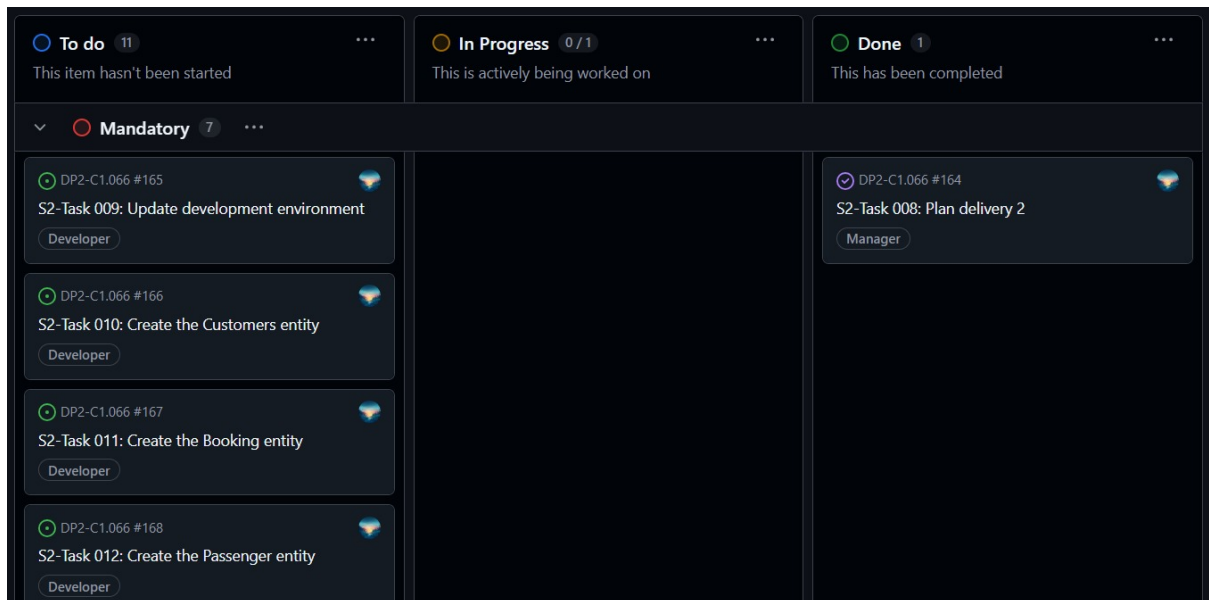 To do 11
This item hasn't been started
In Progress 0 / 1
This is actively being worked on
Done 1
This has been completed
Mandatory 7
DP2-C1.066 #165
S2-Task 009: Update development environment
Developer
DP2-C1.066 #166
S2-Task 010: Create the Customers entity
Developer
DP2-C1.066 #167
S2-Task 011: Create the Booking entity
Developer
DP2-C1.066 #168
S2-Task 012: Create the Passenger entity
Developer
DP2-C1.066 #164
S2-Task 008: Plan delivery 2
Manager